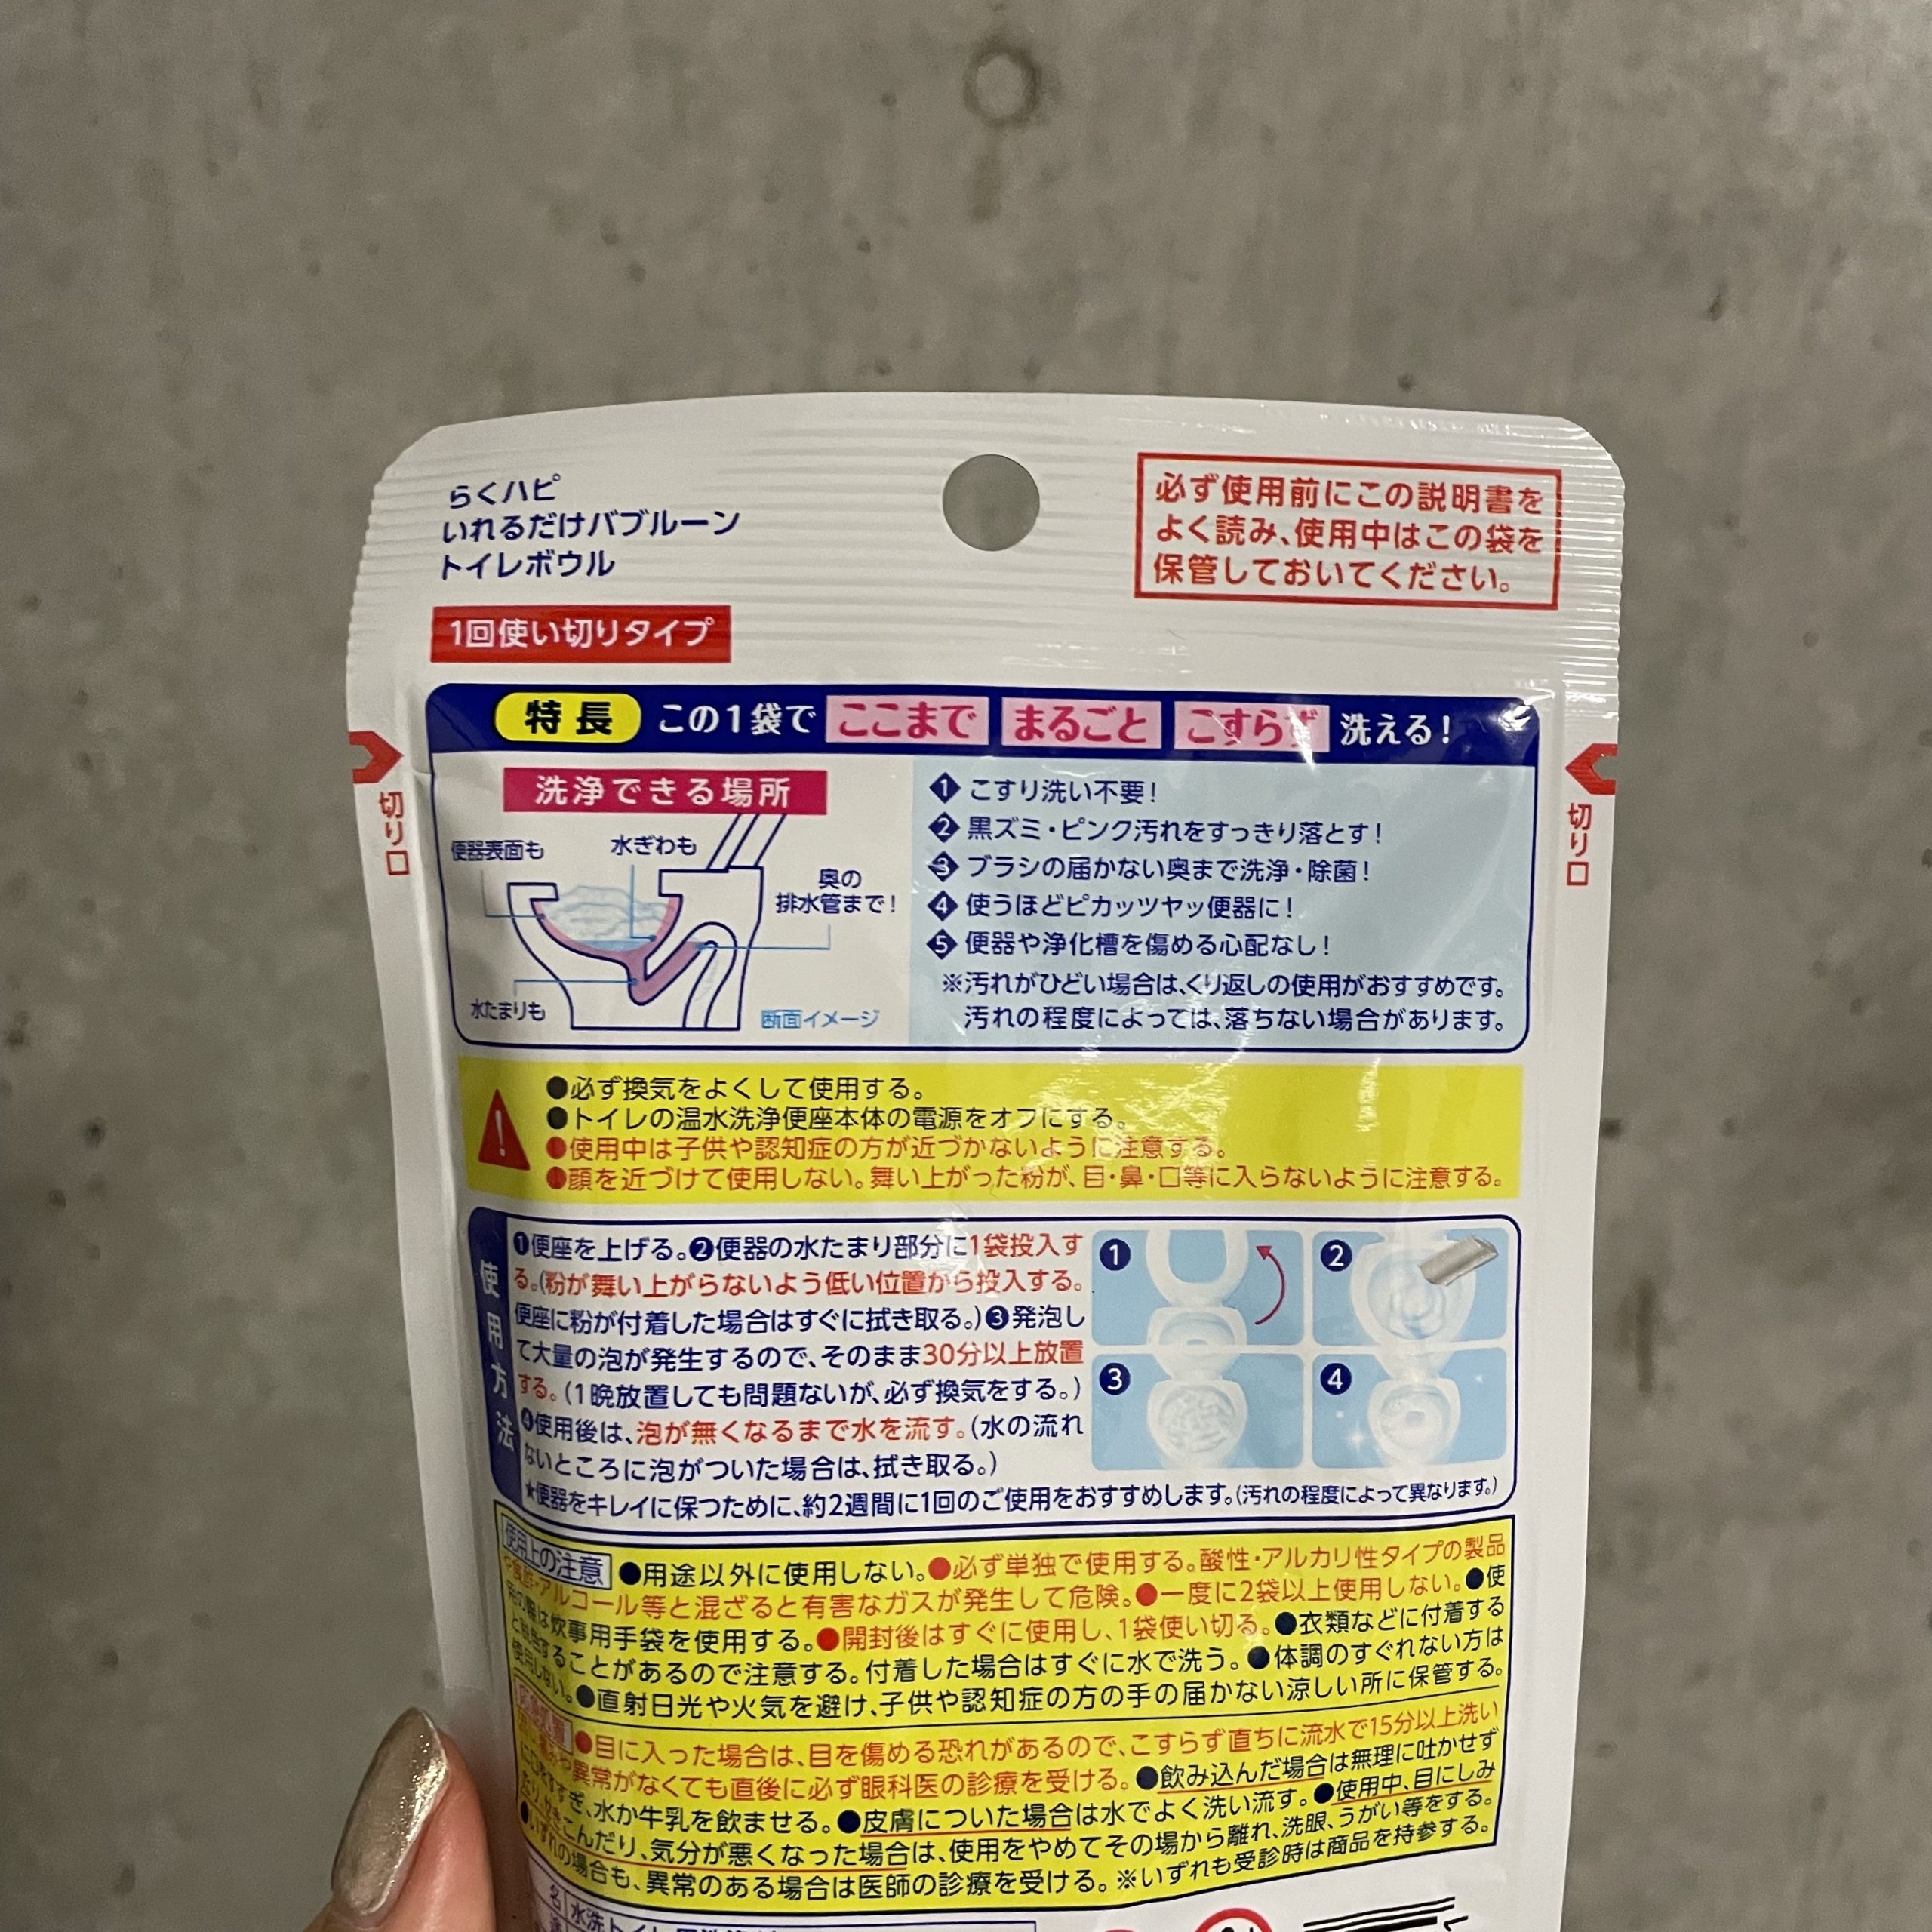 らくハピ
いれるだけバブルーン
トイレボウル
1回使い切りタイプ
必ず使用前にこの説明書を
よく読み、使用中はこの袋を
保管しておいてください。
特長 この1袋で ここまで まるごと こすらず 洗える!
切り口
切り口
洗浄できる場所
便器表面も
水ぎわも
奥の
排水管まで!
水たまりも
断面イメージ
1 こすり洗い不要!
2 黒ズミ・ピンク汚れをすっきり落とす!
3 ブラシの届かない奥まで洗浄・除菌!
4 使うほどピカッツヤッ便器に!
5 便器や浄化槽を傷める心配なし!
※汚れがひどい場合は、くり返しの使用がおすすめです。
汚れの程度によっては、落ちない場合があります。
●必ず換気をよくして使用する。
●トイレの温水洗浄便座本体の電源をオフにする。
●使用中は子供や認知症の方が近づかないように注意する。
●顔を近づけて使用しない。舞い上がった粉が、目・鼻・口等に入らないように注意する。
使用方法
❶便座を上げる。❷便器の水たまり部分に1袋投入す
る。(粉が舞い上がらないよう低い位置から投入する。
便座に粉が付着した場合はすぐに拭き取る。)❸発泡し
て大量の泡が発生するので、そのまま30分以上放置
する。(1晩放置しても問題ないが、必ず換気をする。)
❹使用後は、泡が無くなるまで水を流す。(水の流れ
ないところに泡がついた場合は、拭き取る。)
★便器をキレイに保つために、約2週間に1回のご使用をおすすめします。(汚れの程度によって異なります。)
1
2
3
4
使用上の注意 ●用途以外に使用しない。●必ず単独で使用する。酸性・アルカリ性タイプの製品
や食酢・アルコール等と混ざると有害なガスが発生して危険。●一度に2袋以上使用しない。●使
用の際は炊事用手袋を使用する。●開封後はすぐに使用し、1袋使い切る。●衣類などに付着する
と脱色することがあるので注意する。付着した場合はすぐに水で洗う。●体調のすぐれない方は
使用しない。●直射日光や火気を避け、子供や認知症の方の手の届かない涼しい所に保管する。
応急処置 ●目に入った場合は、目を傷める恐れがあるので、こすらず直ちに流水で15分以上洗い
異常がなくても直後に必ず眼科医の診療を受ける。●飲み込んだ場合は無理に吐かせず
に口をすすぎ、水か牛乳を飲ませる。●皮膚についた場合は水でよく洗い流す。●使用中、目にしみ
たり、せきこんだり、気分が悪くなった場合は、使用をやめてその場から離れ、洗眼、うがい等をする。
●いずれの場合も、異常のある場合は医師の診療を受ける。※いずれも受診時は商品を持参する。
名 水洗トイレ